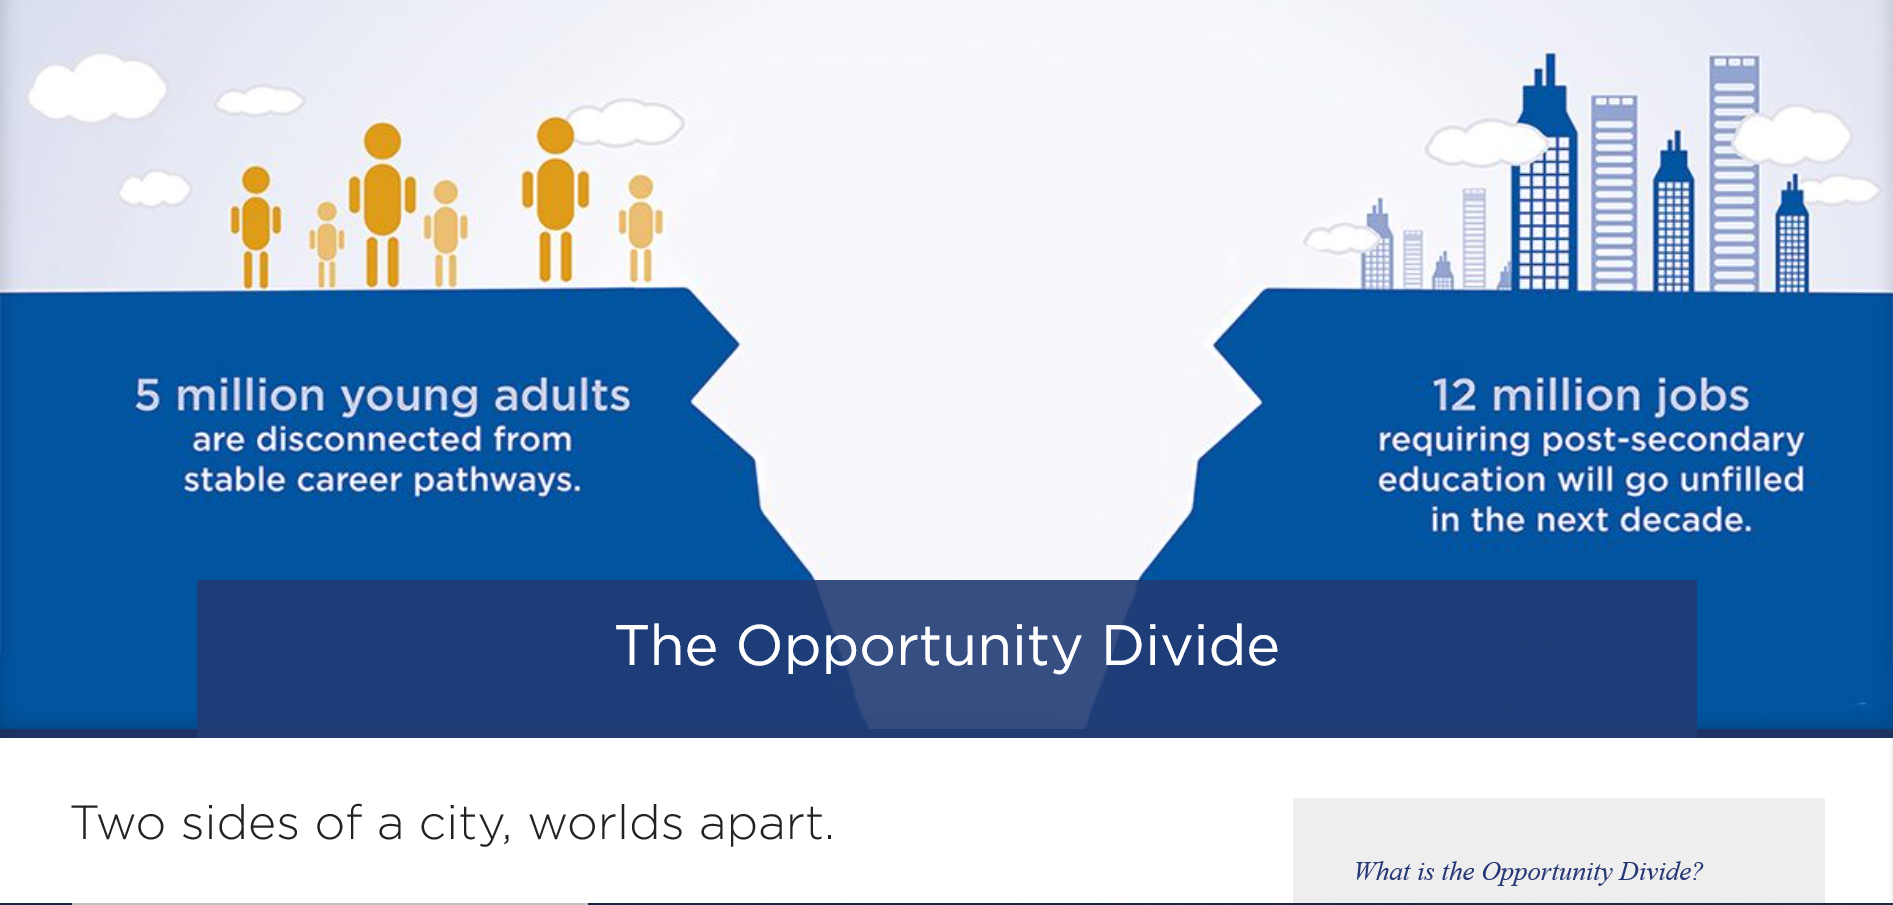 5 million young adults
are disconnected from
stable career pathways.
12 million jobs
requiring post-secondary
education will go unfilled
in the next decade.
The Opportunity Divide
Two sides of a city, worlds apart.
What is the Opportunity Divide?